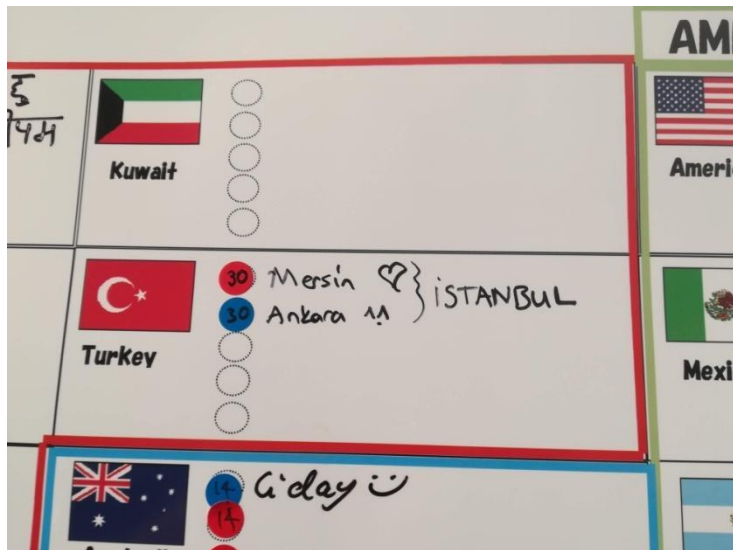 AM
Kuwait
Ameri
30 Mersin
30 Ankara
İSTANBUL
Turkey
Mexi
14 G'day
14